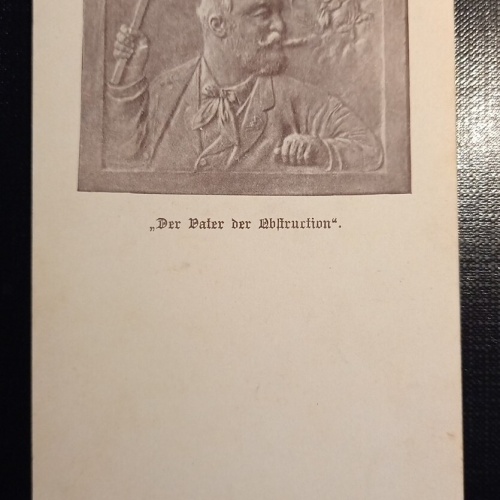 „Der Vater der Obstruction“.